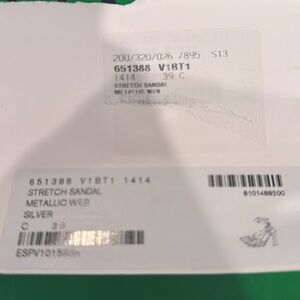 200/320/026 /895 S13
651388 V1BT1
1414 39 C
STRETCH SANDAL
METALLIC WEB
651388 V1BT1 1414
STRETCH SANDAL
METALLIC WEB
SILVER
C 39
8101488200